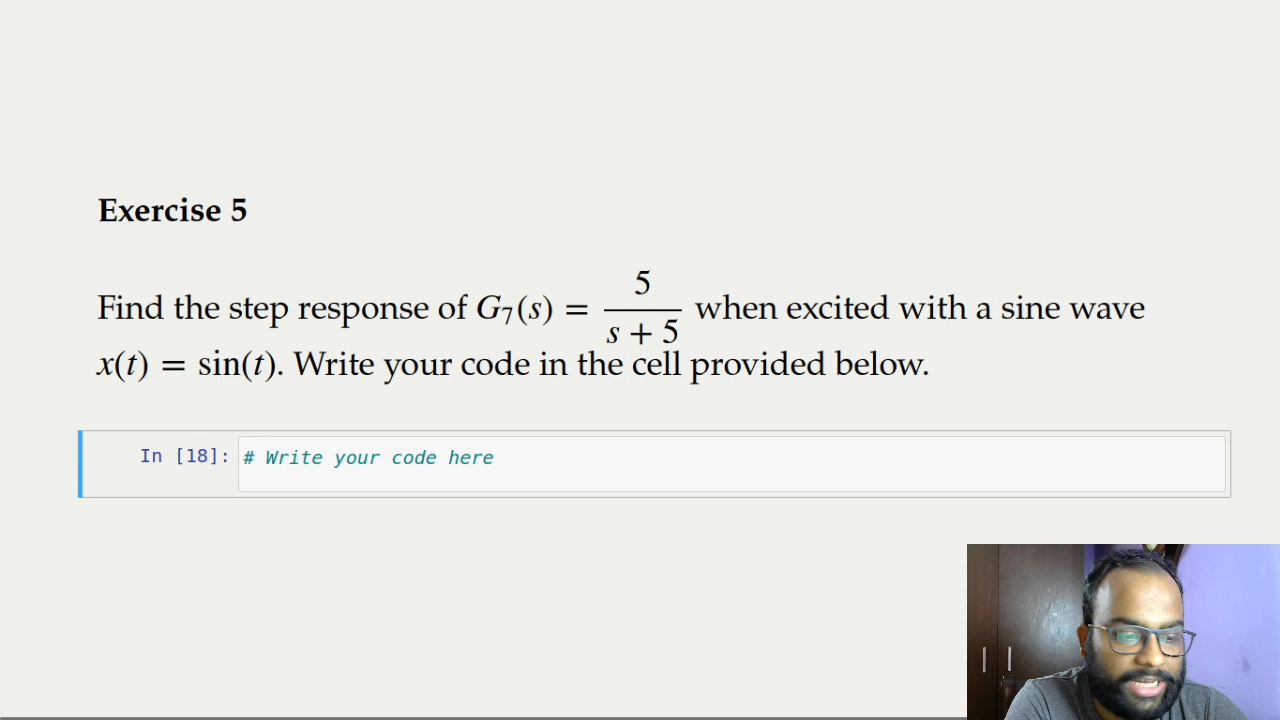 Exercise 5
Find the step response of G₇(s) = 5/(s + 5) when excited with a sine wave
x(t) = sin(t). Write your code in the cell provided below.
In [18]: # Write your code here